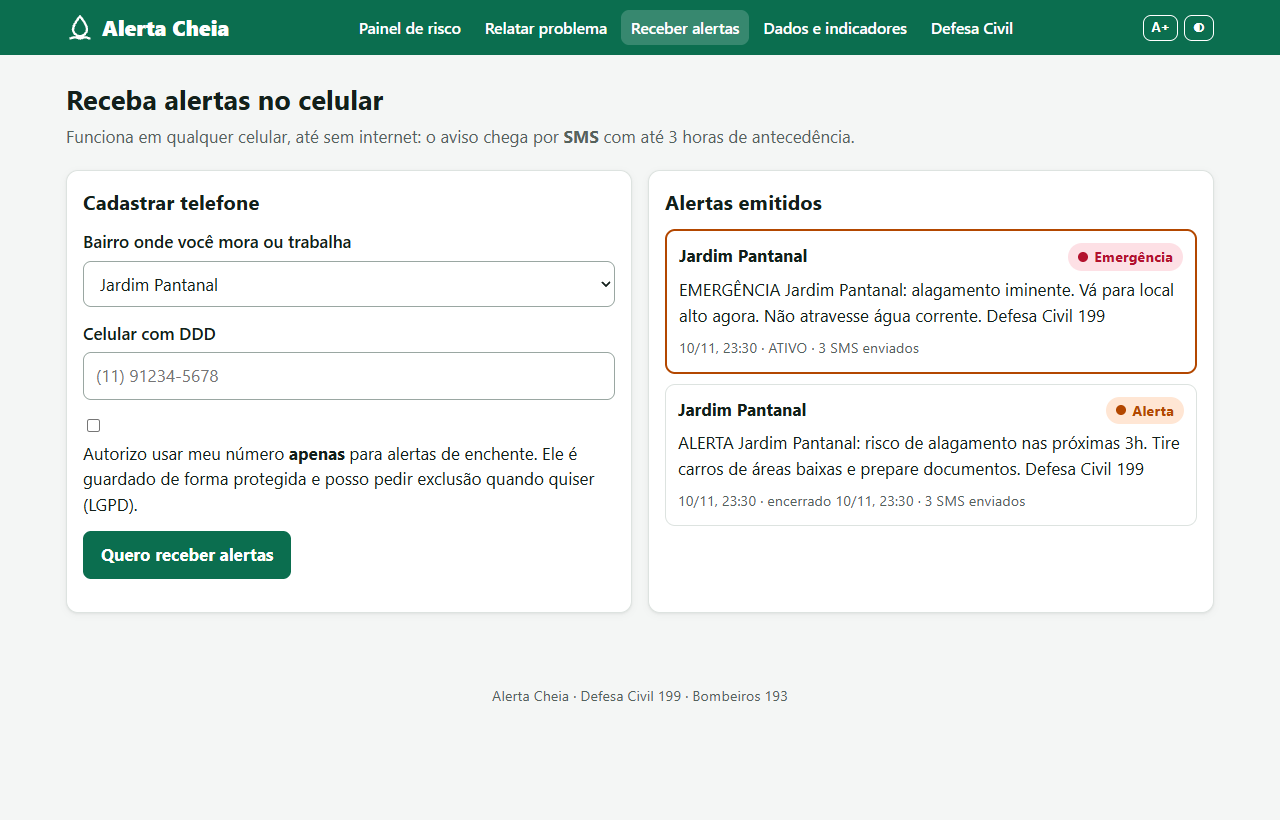 Alerta Cheia
Painel de risco
Relatar problema
Receber alertas
Dados e indicadores
Defesa Civil
A+
Receba alertas no celular
Funciona em qualquer celular, até sem internet: o aviso chega por SMS com até 3 horas de antecedência.
Cadastrar telefone
Bairro onde você mora ou trabalha
Jardim Pantanal
Celular com DDD
(11) 91234-5678
Autorizo usar meu número apenas para alertas de enchente. Ele é
guardado de forma protegida e posso pedir exclusão quando quiser
(LGPD).
Quero receber alertas
Alertas emitidos
Jardim Pantanal
Emergência
EMERGÊNCIA Jardim Pantanal: alagamento iminente. Vá para local
alto agora. Não atravesse água corrente. Defesa Civil 199
10/11, 23:30 · ATIVO · 3 SMS enviados
Jardim Pantanal
Alerta
ALERTA Jardim Pantanal: risco de alagamento nas próximas 3h. Tire
carros de áreas baixas e prepare documentos. Defesa Civil 199
10/11, 23:30 · encerrado 10/11, 23:30 · 3 SMS enviados
Alerta Cheia · Defesa Civil 199 · Bombeiros 193